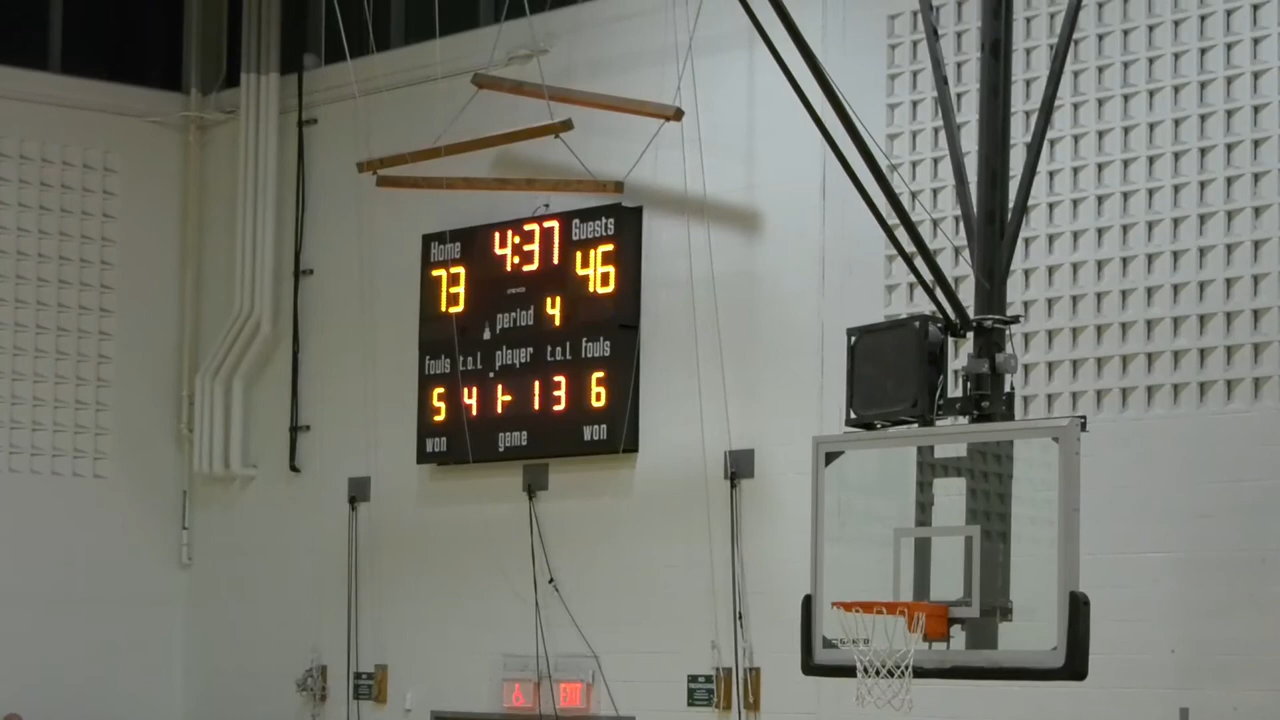 Home 4:37 Guests
73 46
period 4
fouls t.o.l player t.o.l fouls
5 4 1 3 6
won game won
EXIT